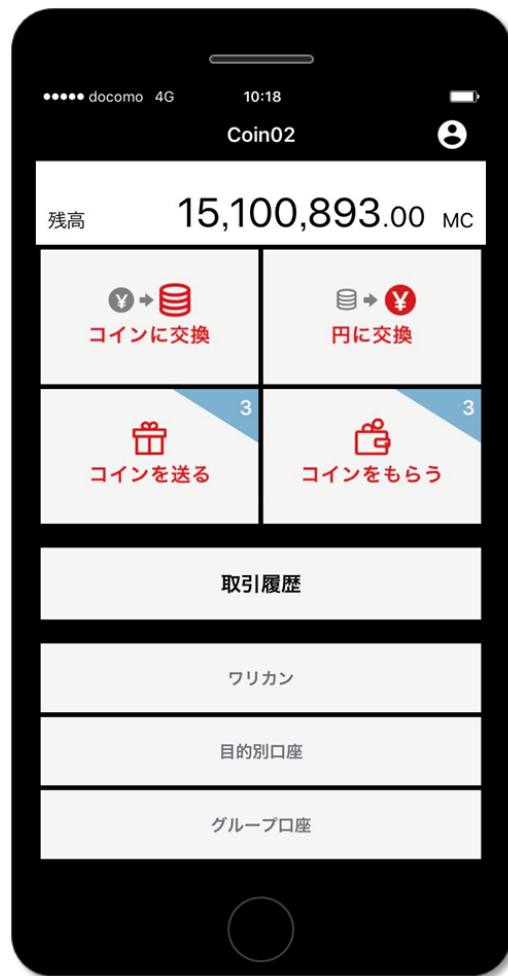 docomo 4G 10:18
Coin02
残高 15,100,893.00 MC
¥ ¥
コインに交換 円に交換
3 3
コインを送る コインをもらう
取引履歴
ワリカン
目的別口座
グループ口座